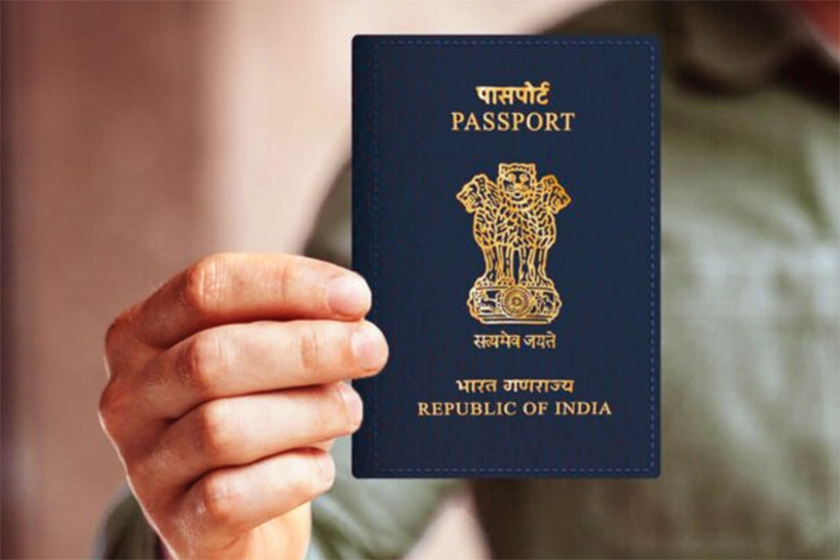 पासपोर्ट
PASSPORT
सत्यमेव जयते
भारत गणराज्य
REPUBLIC OF INDIA